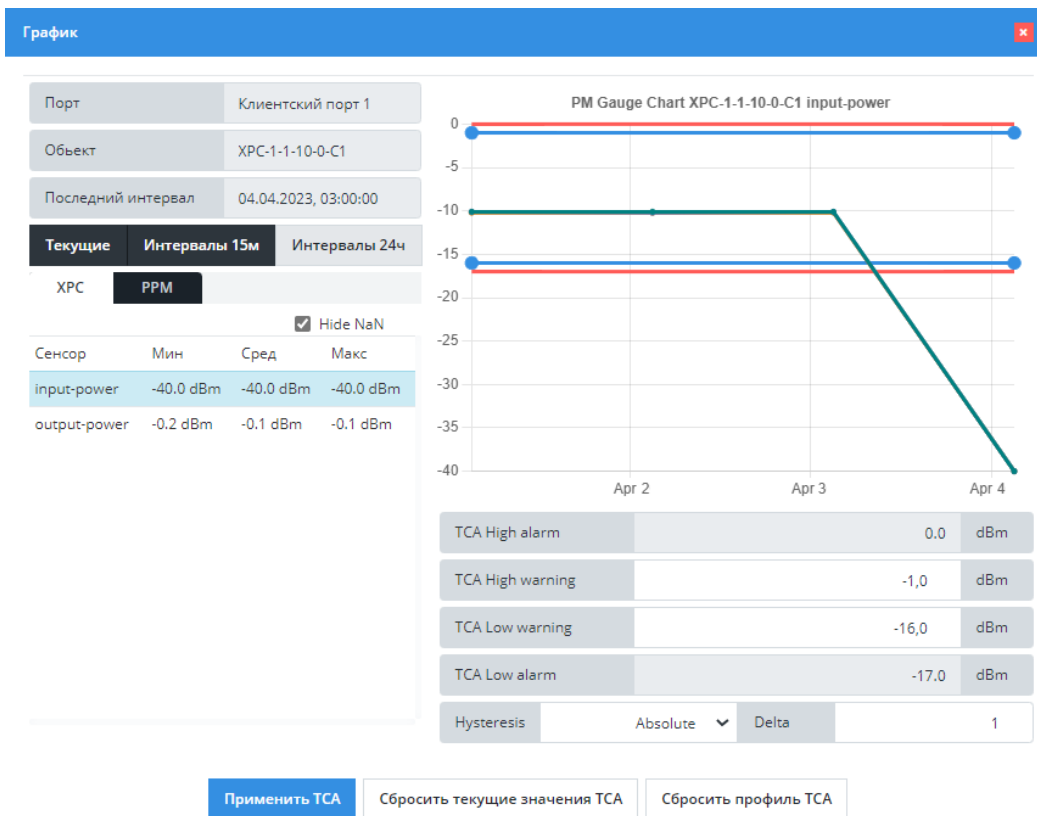 График
Порт Клиентский порт 1
Обьект XPC-1-1-10-0-C1
Последний интервал 04.04.2023, 03:00:00
Текущие Интервалы 15м Интервалы 24ч
XPC PPM
Hide NaN
Сенсор Мин Сред Макс
input-power -40.0 dBm -40.0 dBm -40.0 dBm
output-power -0.2 dBm -0.1 dBm -0.1 dBm
PM Gauge Chart XPC-1-1-10-0-C1 input-power
0
-5
-10
-15
-20
-25
-30
-35
-40
Apr 2 Apr 3 Apr 4
TCA High alarm 0.0 dBm
TCA High warning -1,0 dBm
TCA Low warning -16,0 dBm
TCA Low alarm -17.0 dBm
Hysteresis Absolute Delta 1
Применить TCA Сбросить текущие значения TCA Сбросить профиль TCA